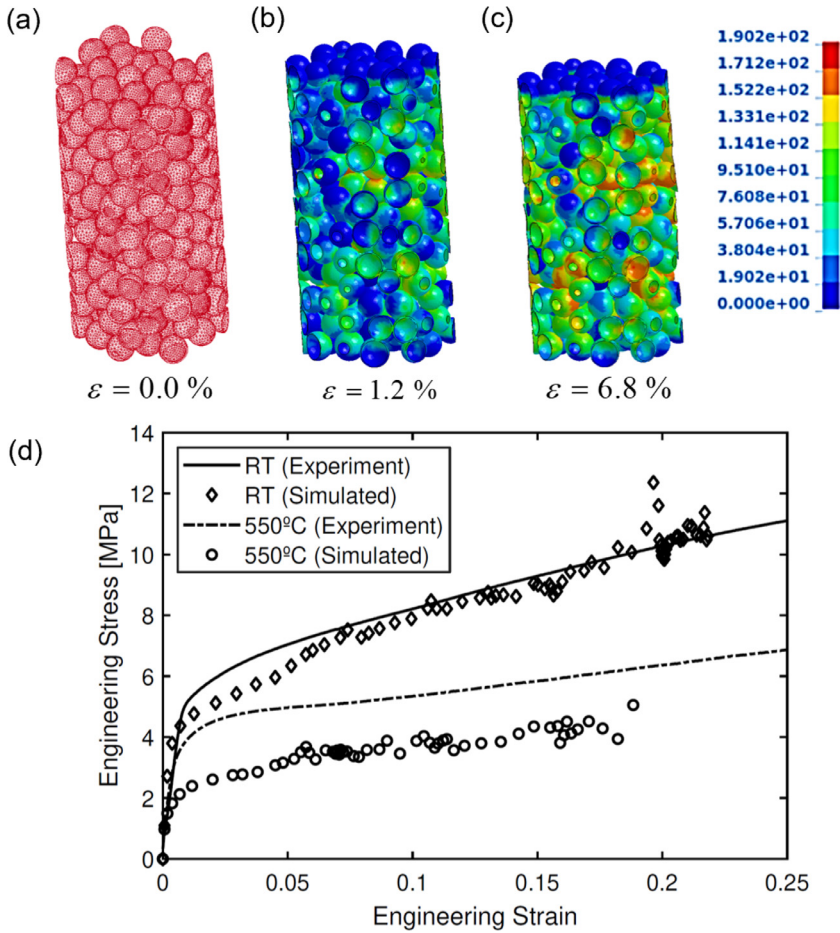 (a)
(b)
(c)
1.902e+02
1.712e+02
1.522e+02
1.331e+02
1.141e+02
9.510e+01
7.608e+01
5.706e+01
3.804e+01
1.902e+01
0.000e+00
ε = 0.0 %
ε = 1.2 %
ε = 6.8 %
(d)
14
12
10
8
6
4
2
0
Engineering Stress [MPa]
RT (Experiment)
RT (Simulated)
550ºC (Experiment)
550ºC (Simulated)
0
0.05
0.1
0.15
0.2
0.25
Engineering Strain